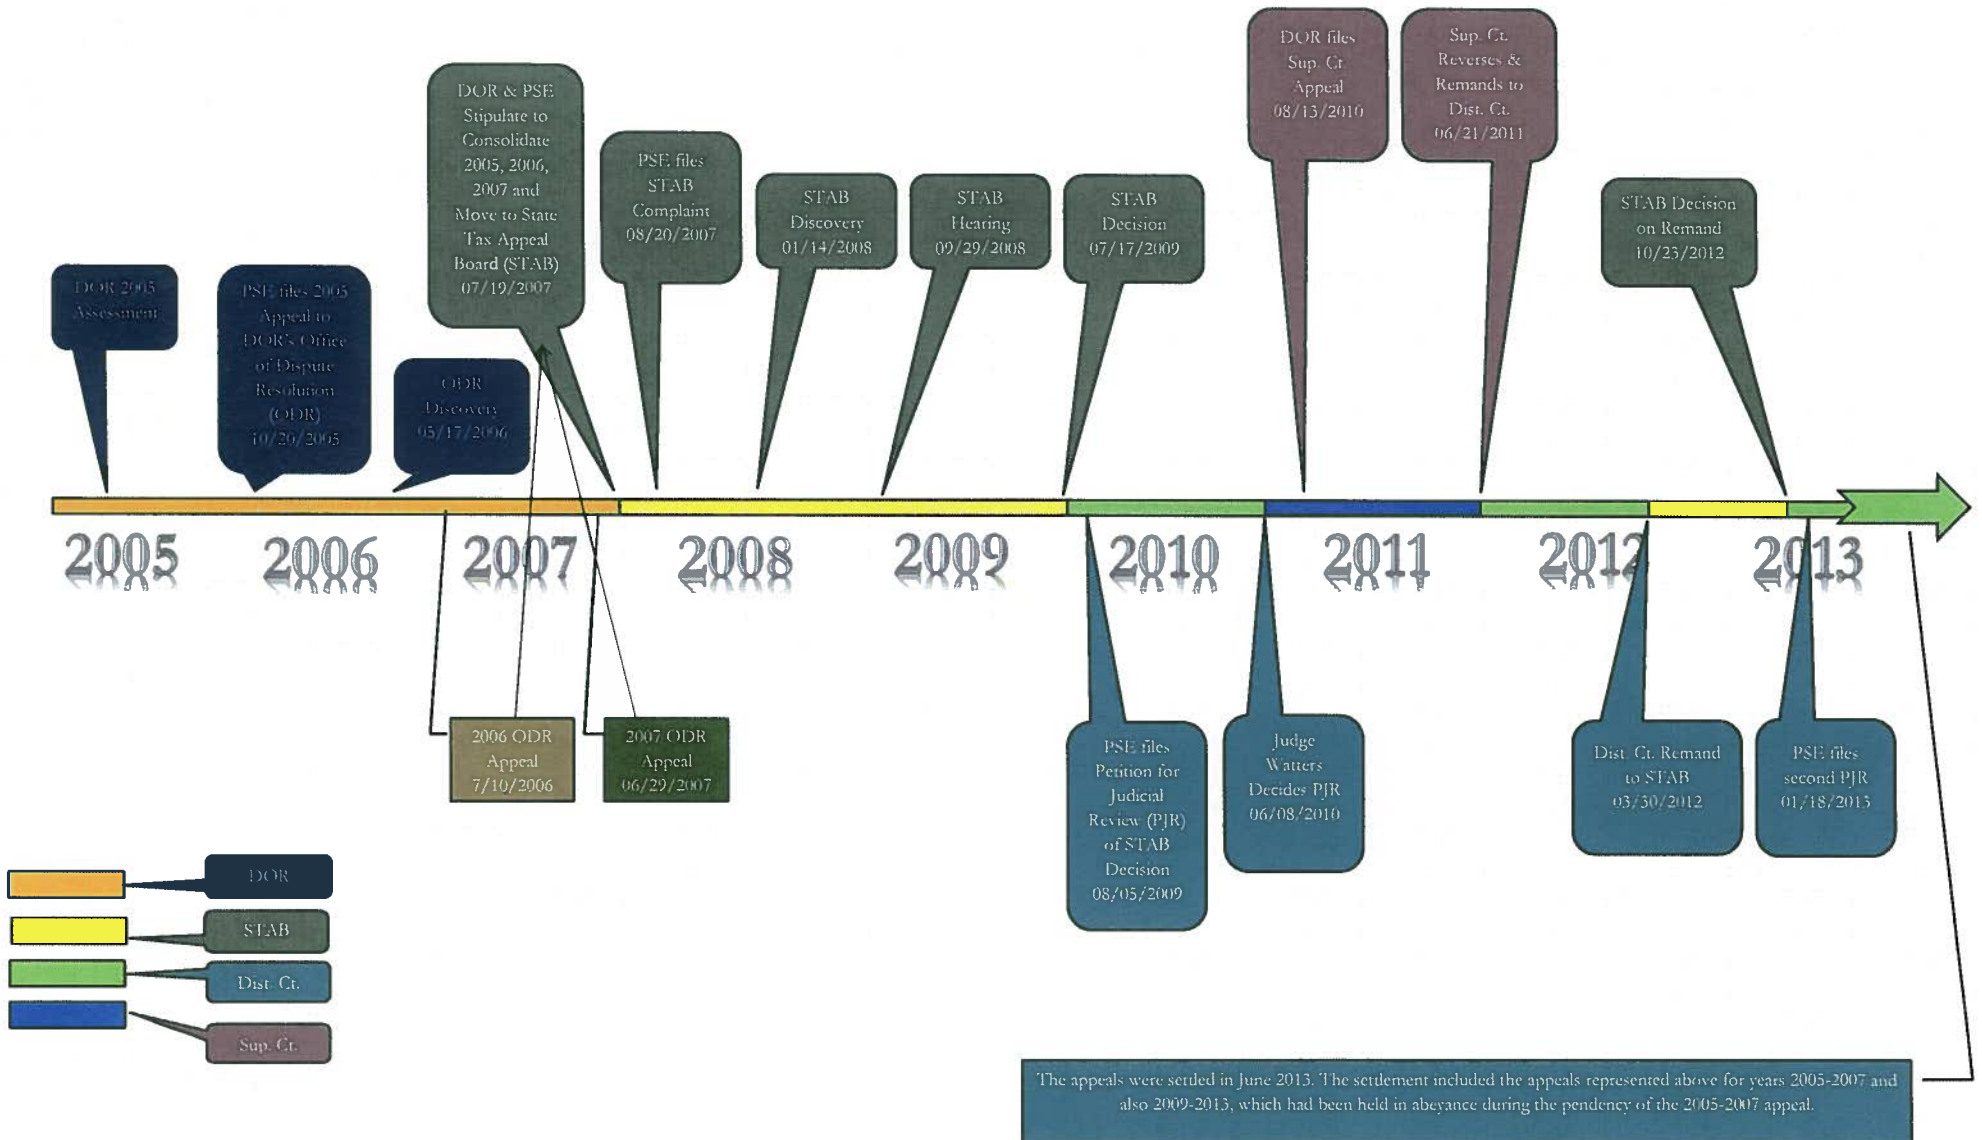 DOR 2005
Assessment
PSE files 2005
Appeal to
DOR's Office
of Dispute
Resolution
(ODR)
10/20/2005
ODR
Discovery
05/17/2006
DOR & PSE
Stipulate to
Consolidate
2005, 2006,
2007 and
Move to State
Tax Appeal
Board (STAB)
07/19/2007
PSE files
STAB
Complaint
08/20/2007
STAB
Discovery
01/14/2008
STAB
Hearing
09/29/2008
STAB
Decision
07/17/2009
DOR files
Sup. Ct.
Appeal
08/13/2010
Sup. Ct.
Reverses &
Remands to
Dist. Ct.
06/21/2011
STAB Decision
on Remand
10/23/2012
2005
2006
2007
2008
2009
2010
2011
2012
2013
2006 ODR
Appeal
7/10/2006
2007 ODR
Appeal
06/29/2007
PSE files
Petition for
Judicial
Review (PJR)
of STAB
Decision
08/05/2009
Judge
Watters
Decides PJR
06/08/2010
Dist. Ct. Remand
to STAB
03/30/2012
PSE files
second PJR
01/18/2013
DOR
STAB
Dist. Ct.
Sup. Ct.
The appeals were settled in June 2013. The settlement included the appeals represented above for years 2005-2007 and
also 2009-2013, which had been held in abeyance during the pendency of the 2005-2007 appeal.